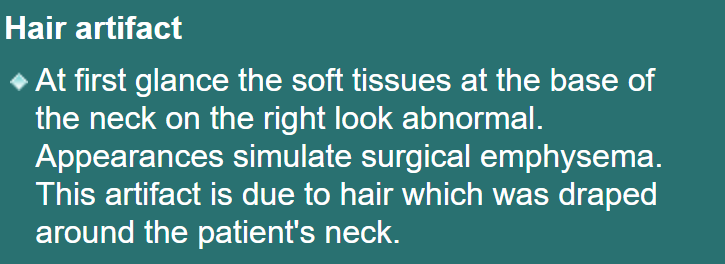 Hair artifact
At first glance the soft tissues at the base of
the neck on the right look abnormal.
Appearances simulate surgical emphysema.
This artifact is due to hair which was draped
around the patient's neck.